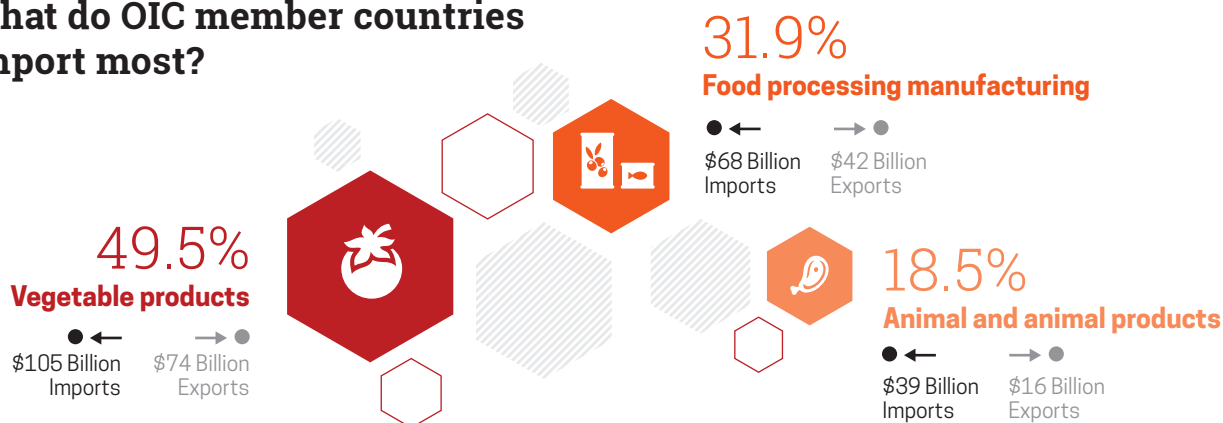 hat do OIC member countries
port most?
31.9%
Food processing manufacturing
$68 Billion
Imports
$42 Billion
Exports
49.5%
Vegetable products
$105 Billion
Imports
$74 Billion
Exports
18.5%
Animal and animal products
$39 Billion
Imports
$16 Billion
Exports